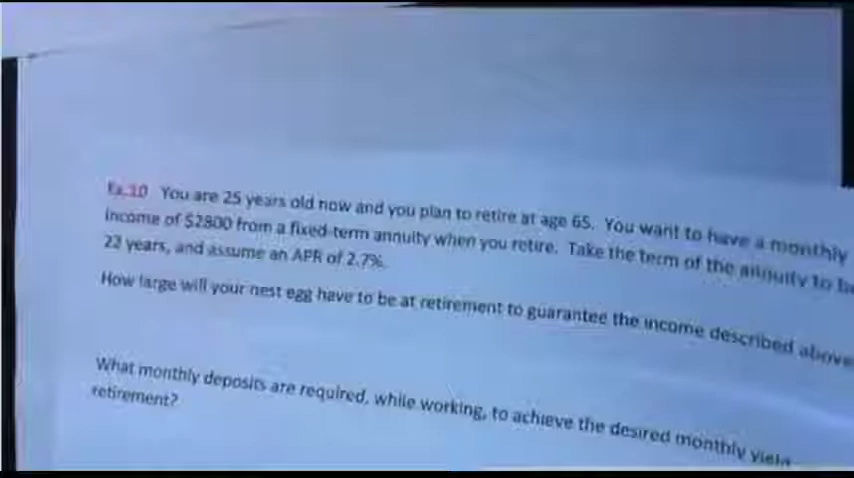 Ex.10 You are 25 years old now and you plan to retire at age 65. You want to have a monthly
income of $2800 from a fixed-term annuity when you retire. Take the term of the annuity to be
22 years, and assume an APR of 2.7%.
How large will your nest egg have to be at retirement to guarantee the income described above
What monthly deposits are required, while working, to achieve the desired monthly yield
retirement?